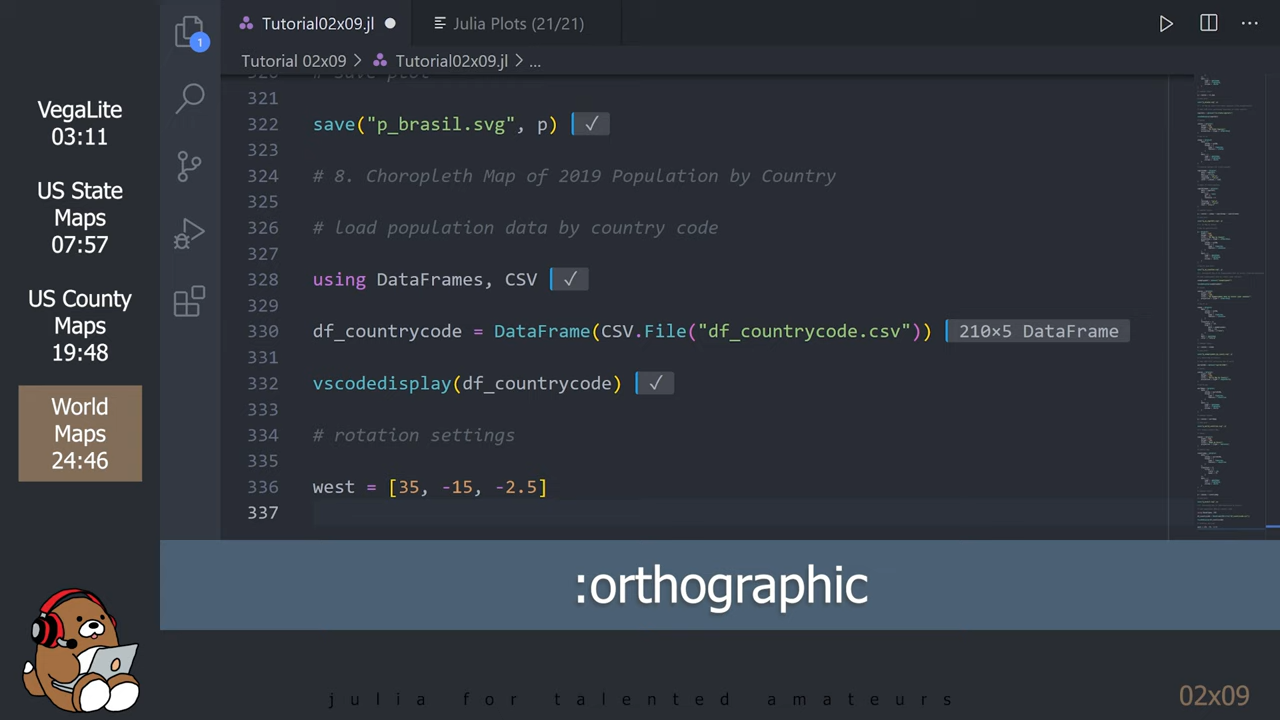 VegaLite
03:11
US State
Maps
07:57
US County
Maps
19:48
World
Maps
24:46
1
Tutorial02x09.jl
Julia Plots (21/21)
Tutorial 02x09 > Tutorial02x09.jl > ...
320 # save plot
321
322 save("p_brasil.svg", p) ✓
323
324 # 8. Choropleth Map of 2019 Population by Country
325
326 # load population data by country code
327
328 using DataFrames, CSV ✓
329
330 df_countrycode = DataFrame(CSV.File("df_countrycode.csv")) 210×5 DataFrame
331
332 vscodedisplay(df_countrycode) ✓
333
334 # rotation settings
335
336 west = [35, -15, -2.5]
337
:orthographic
julia for talented amateurs
02x09